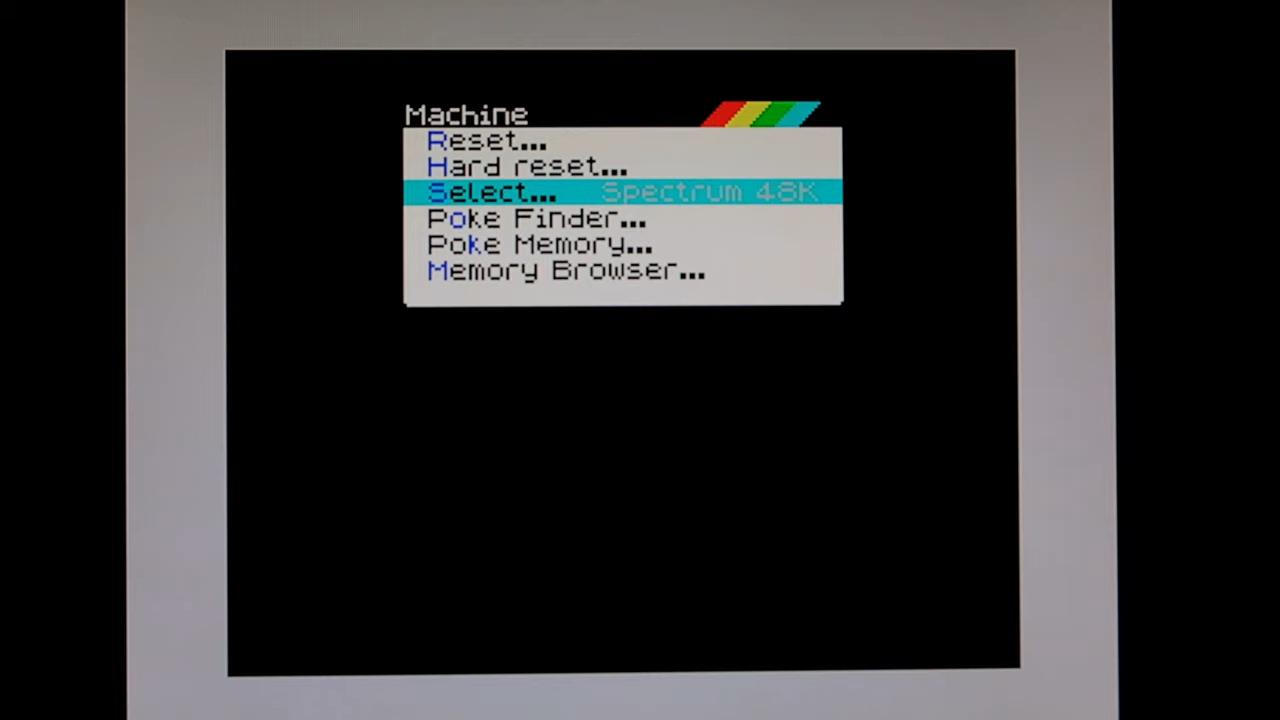 Machine
Reset...
Hard reset...
Select... Spectrum 48K
Poke Finder...
Poke Memory...
Memory Browser...